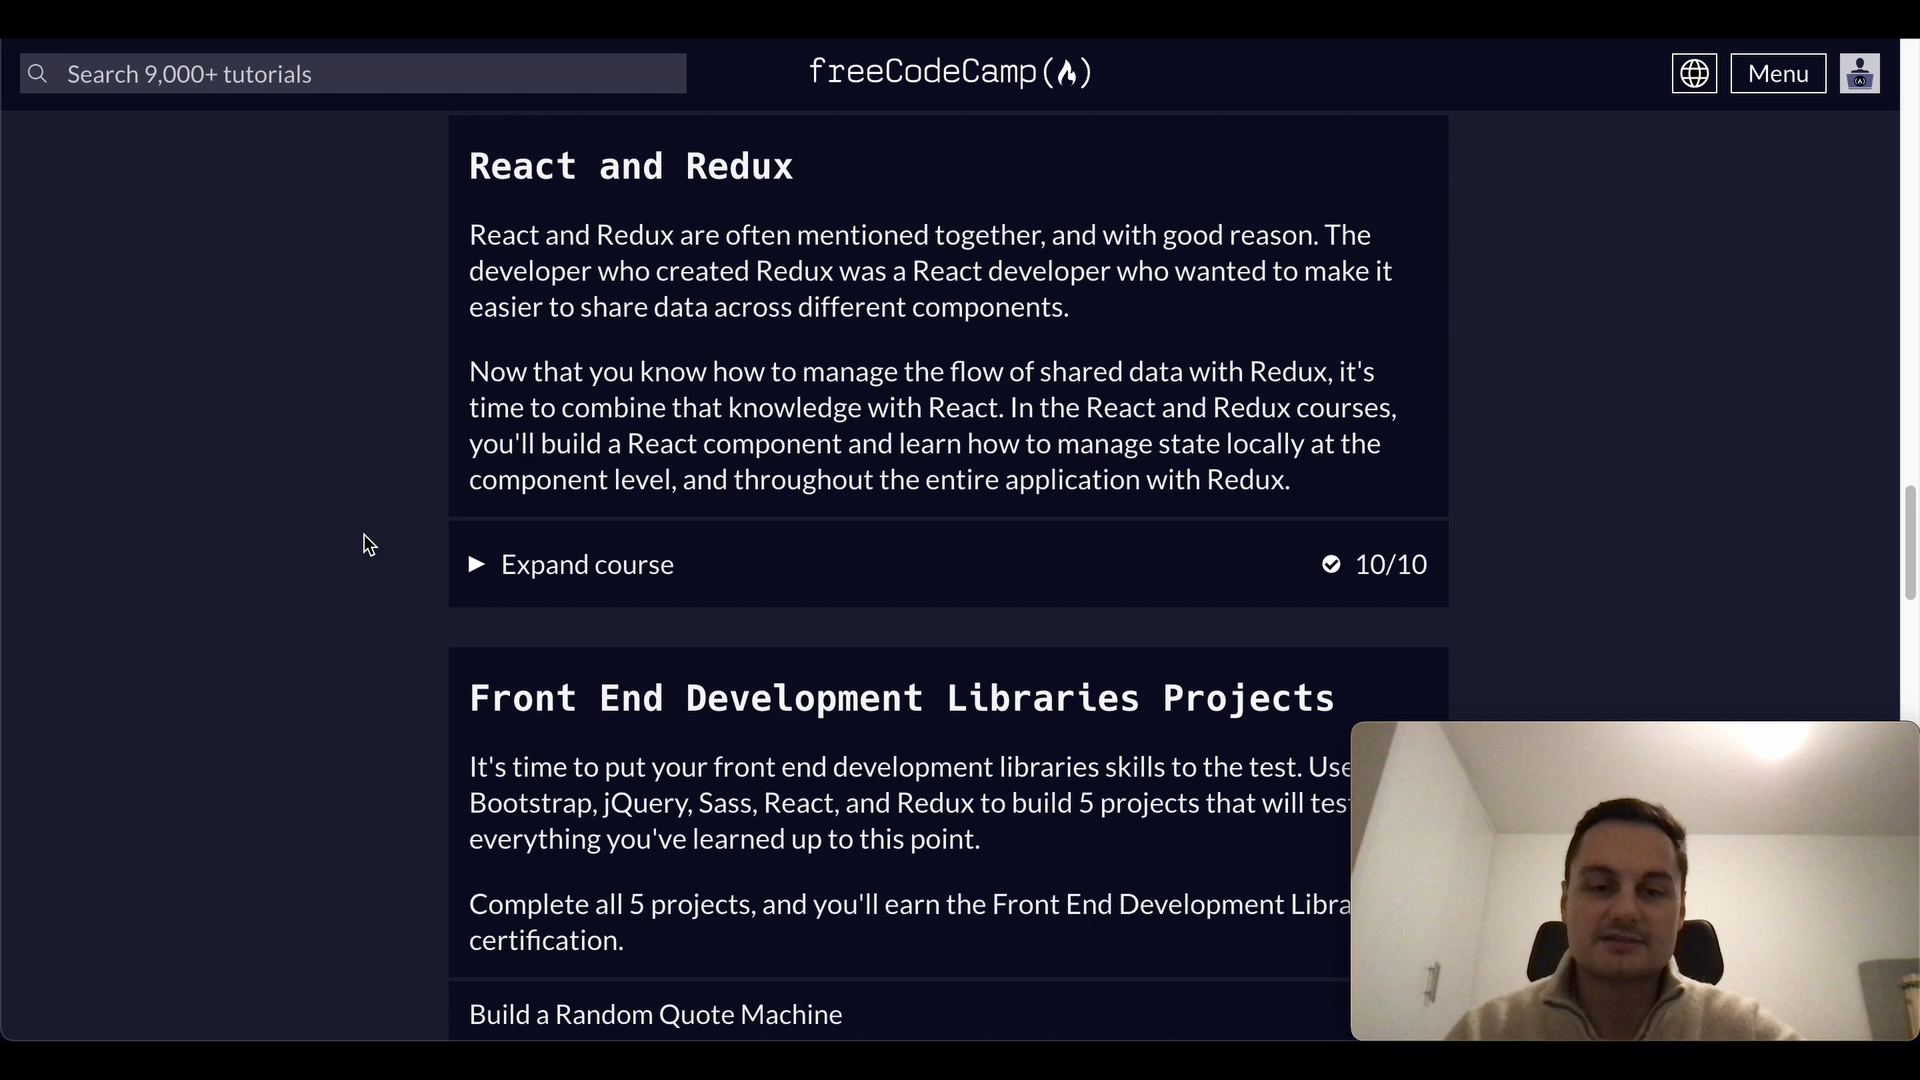 Search 9,000+ tutorials
freeCodeCamp
Menu
React and Redux
React and Redux are often mentioned together, and with good reason. The
developer who created Redux was a React developer who wanted to make it
easier to share data across different components.
Now that you know how to manage the flow of shared data with Redux, it's
time to combine that knowledge with React. In the React and Redux courses,
you'll build a React component and learn how to manage state locally at the
component level, and throughout the entire application with Redux.
Expand course
10/10
Front End Development Libraries Projects
It's time to put your front end development libraries skills to the test. Use
Bootstrap, jQuery, Sass, React, and Redux to build 5 projects that will test
everything you've learned up to this point.
Complete all 5 projects, and you'll earn the Front End Development Libra
certification.
Build a Random Quote Machine